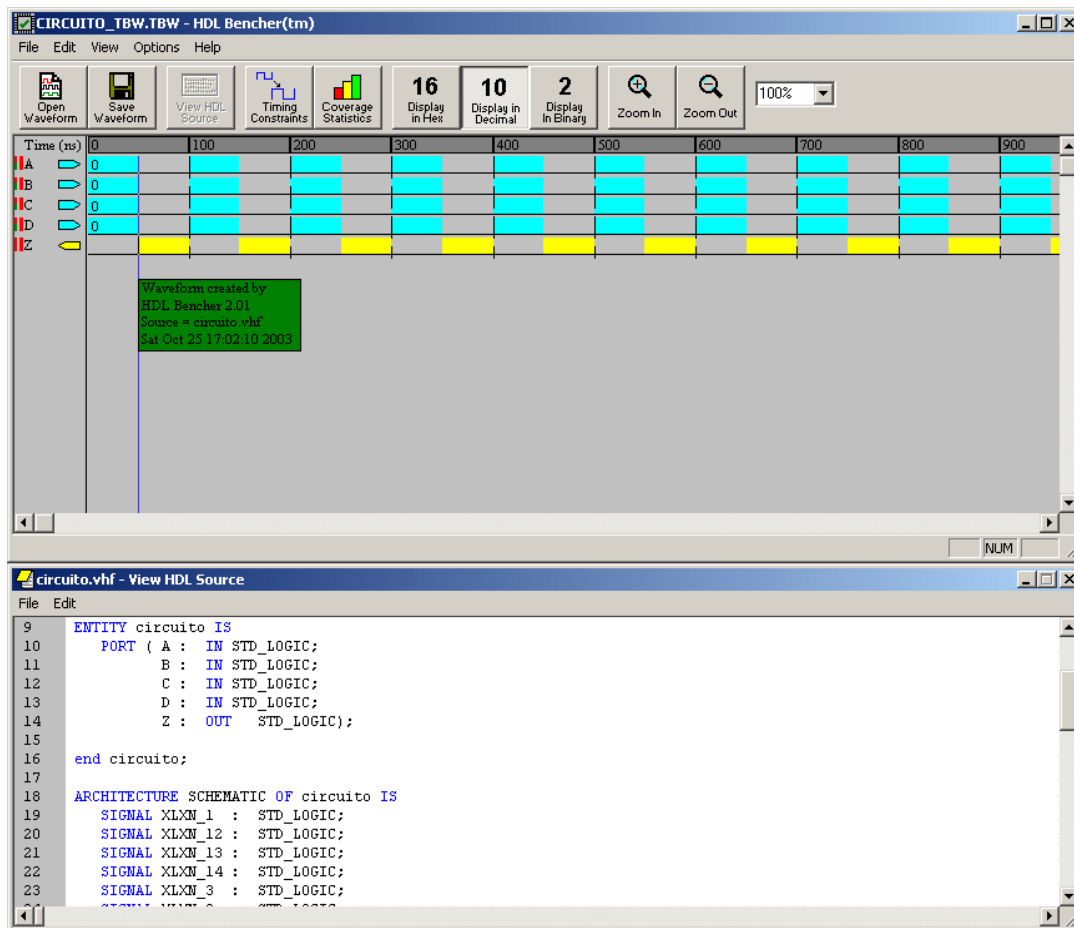 CIRCUITO_TBW.TBW - HDL Bencher(tm)
File Edit View Options Help
Open Waveform
Save Waveform
View HDL Source
Timing Constraints
Coverage Statistics
16 Display in Hex
10 Display in Decimal
2 Display In Binary
Zoom In
Zoom Out
100%
Time (ns) 0 100 200 300 400 500 600 700 800 900
A 0
B 0
C 0
D 0
Z
Waveform created by
HDL Bencher 2.01
Source = circuito.vhf
Sat Oct 25 17:02:10 2003
NUM
circuito.vhf - View HDL Source
File Edit
9 ENTITY circuito IS
10 PORT ( A : IN STD_LOGIC;
11 B : IN STD_LOGIC;
12 C : IN STD_LOGIC;
13 D : IN STD_LOGIC;
14 Z : OUT STD_LOGIC);
15
16 end circuito;
17
18 ARCHITECTURE SCHEMATIC OF circuito IS
19 SIGNAL XLXN_1 : STD_LOGIC;
20 SIGNAL XLXN_12 : STD_LOGIC;
21 SIGNAL XLXN_13 : STD_LOGIC;
22 SIGNAL XLXN_14 : STD_LOGIC;
23 SIGNAL XLXN_3 : STD_LOGIC;